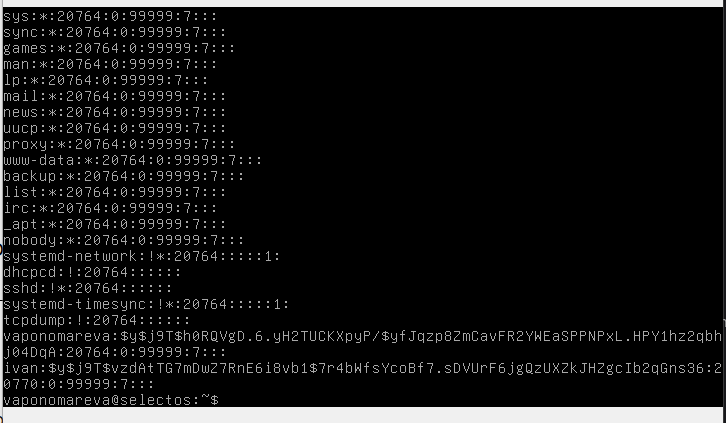 sys:*:20764:0:99999:7:::
sync:*:20764:0:99999:7:::
games:*:20764:0:99999:7:::
man:*:20764:0:99999:7:::
lp:*:20764:0:99999:7:::
mail:*:20764:0:99999:7:::
news:*:20764:0:99999:7:::
uucp:*:20764:0:99999:7:::
proxy:*:20764:0:99999:7:::
www-data:*:20764:0:99999:7:::
backup:*:20764:0:99999:7:::
list:*:20764:0:99999:7:::
irc:*:20764:0:99999:7:::
_apt:*:20764:0:99999:7:::
nobody:*:20764:0:99999:7:::
systemd-network:!*:20764:::::1:
dhcpcd:!:20764::::::
sshd:!*:20764::::::
systemd-timesync:!*:20764:::::1:
tcpdump:!:20764::::::
vaponomareva:$y$j9T$h0RQVgD.6.yH2TUCKXpyP/$yfJqzp8ZmCavFR2YWEaSPPNPxL.HPY1hz2qbh
j04DqA:20764:0:99999:7:::
ivan:$y$j9T$vzdAtTG7mDwZ7RnE6i8vb1$7r4bWfsYcoBf7.sDVUrF6jgQzUXZkJHZgcIb2qGns36:2
0770:0:99999:7:::
vaponomareva@selectos:~$